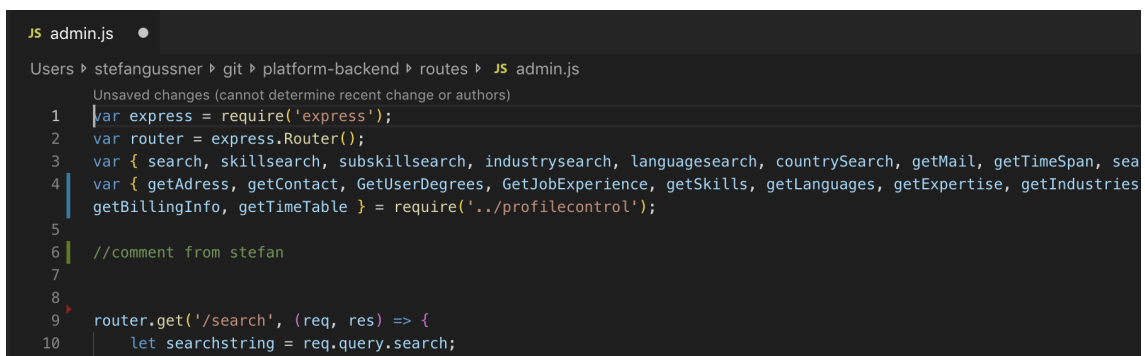 JS admin.js
Users stefangussner git platform-backend routes JS admin.js
Unsaved changes (cannot determine recent change or authors)
1 var express = require('express');
2 var router = express.Router();
3 var { search, skillsearch, subskillsearch, industrysearch, languagesearch, countrySearch, getMail, getTimeSpan, sea
4 var { getAdress, getContact, GetUserDegrees, GetJobExperience, getSkills, getLanguages, getExpertise, getIndustries
getBillingInfo, getTimeTable } = require('../profilecontrol');
5
6 //comment from stefan
7
8
9 router.get('/search', (req, res) => {
10 let searchstring = req.query.search;